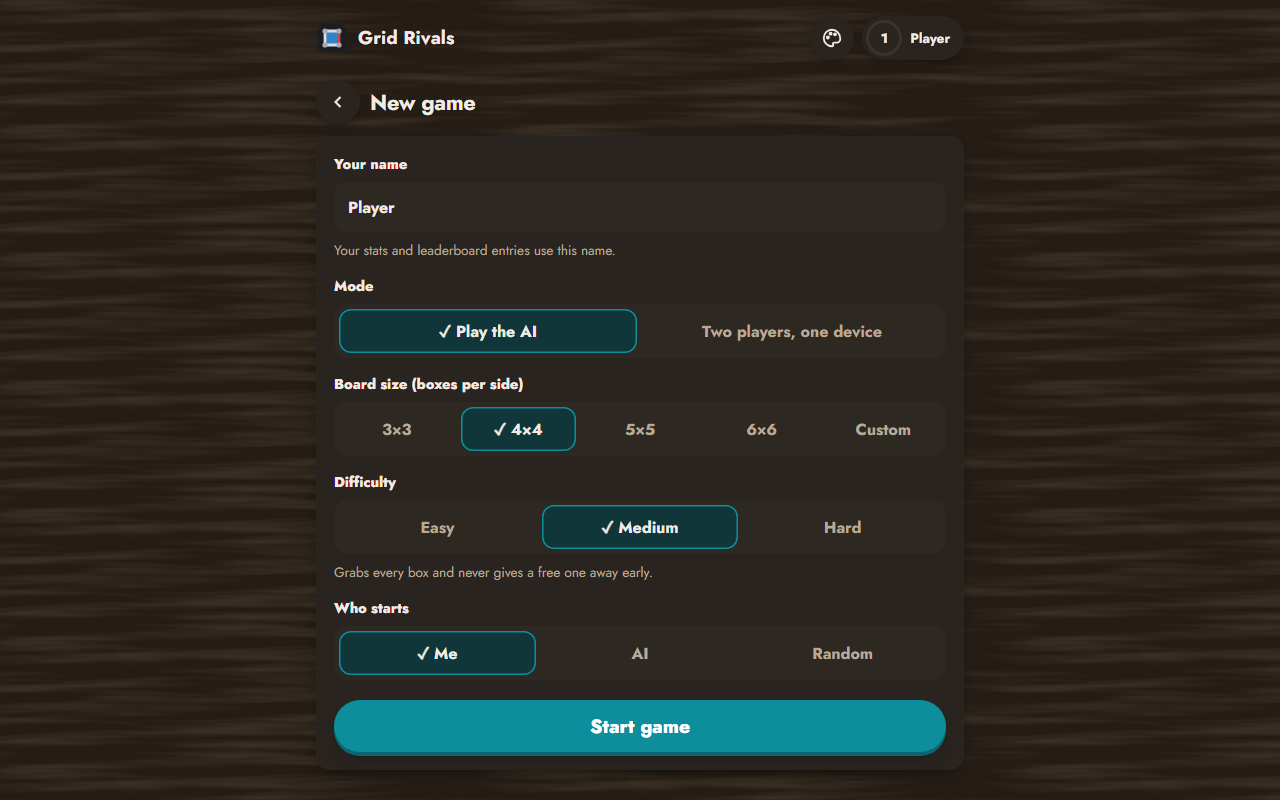 Grid Rivals
1 Player
New game
Your name
Player
Your stats and leaderboard entries use this name.
Mode
✓ Play the AI Two players, one device
Board size (boxes per side)
3×3 ✓ 4×4 5×5 6×6 Custom
Difficulty
Easy ✓ Medium Hard
Grabs every box and never gives a free one away early.
Who starts
✓ Me AI Random
Start game